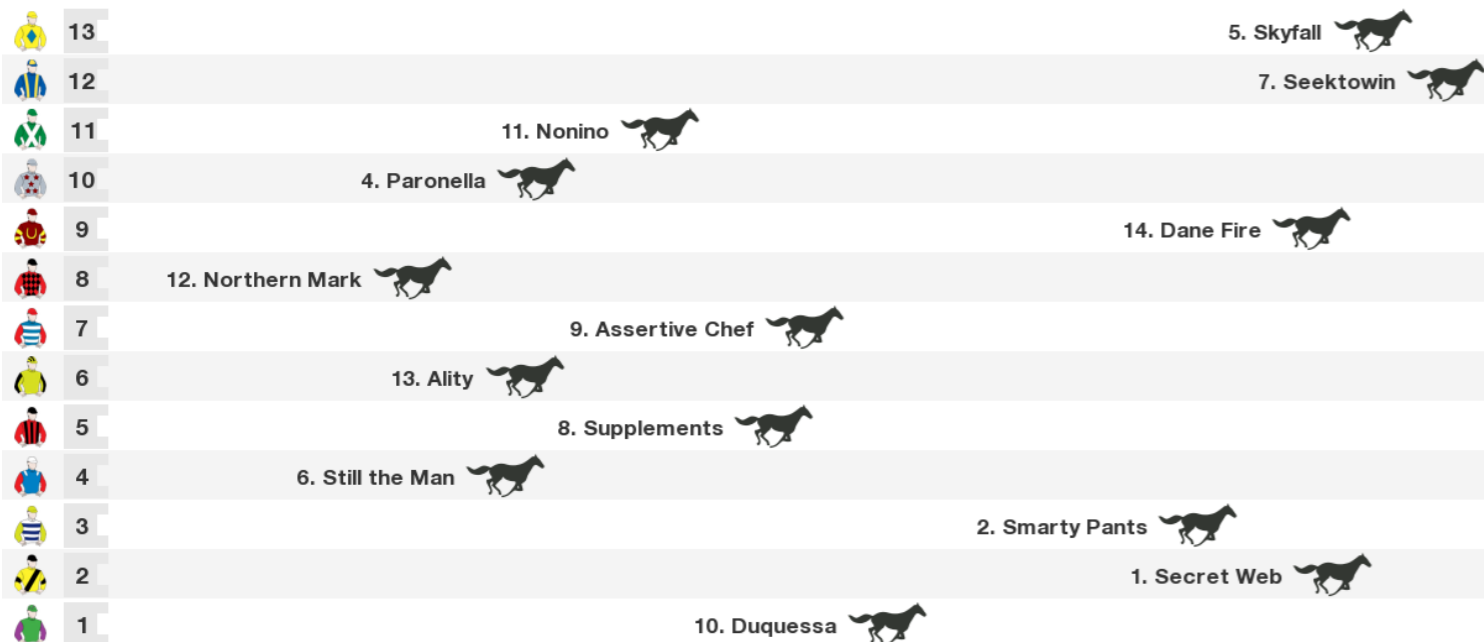 13 5. Skyfall
12 7. Seektowin
11 11. Nonino
10 4. Paronella
9 14. Dane Fire
8 12. Northern Mark
7 9. Assertive Chef
6 13. Ality
5 8. Supplements
4 6. Still the Man
3 2. Smarty Pants
2 1. Secret Web
1 10. Duquessa